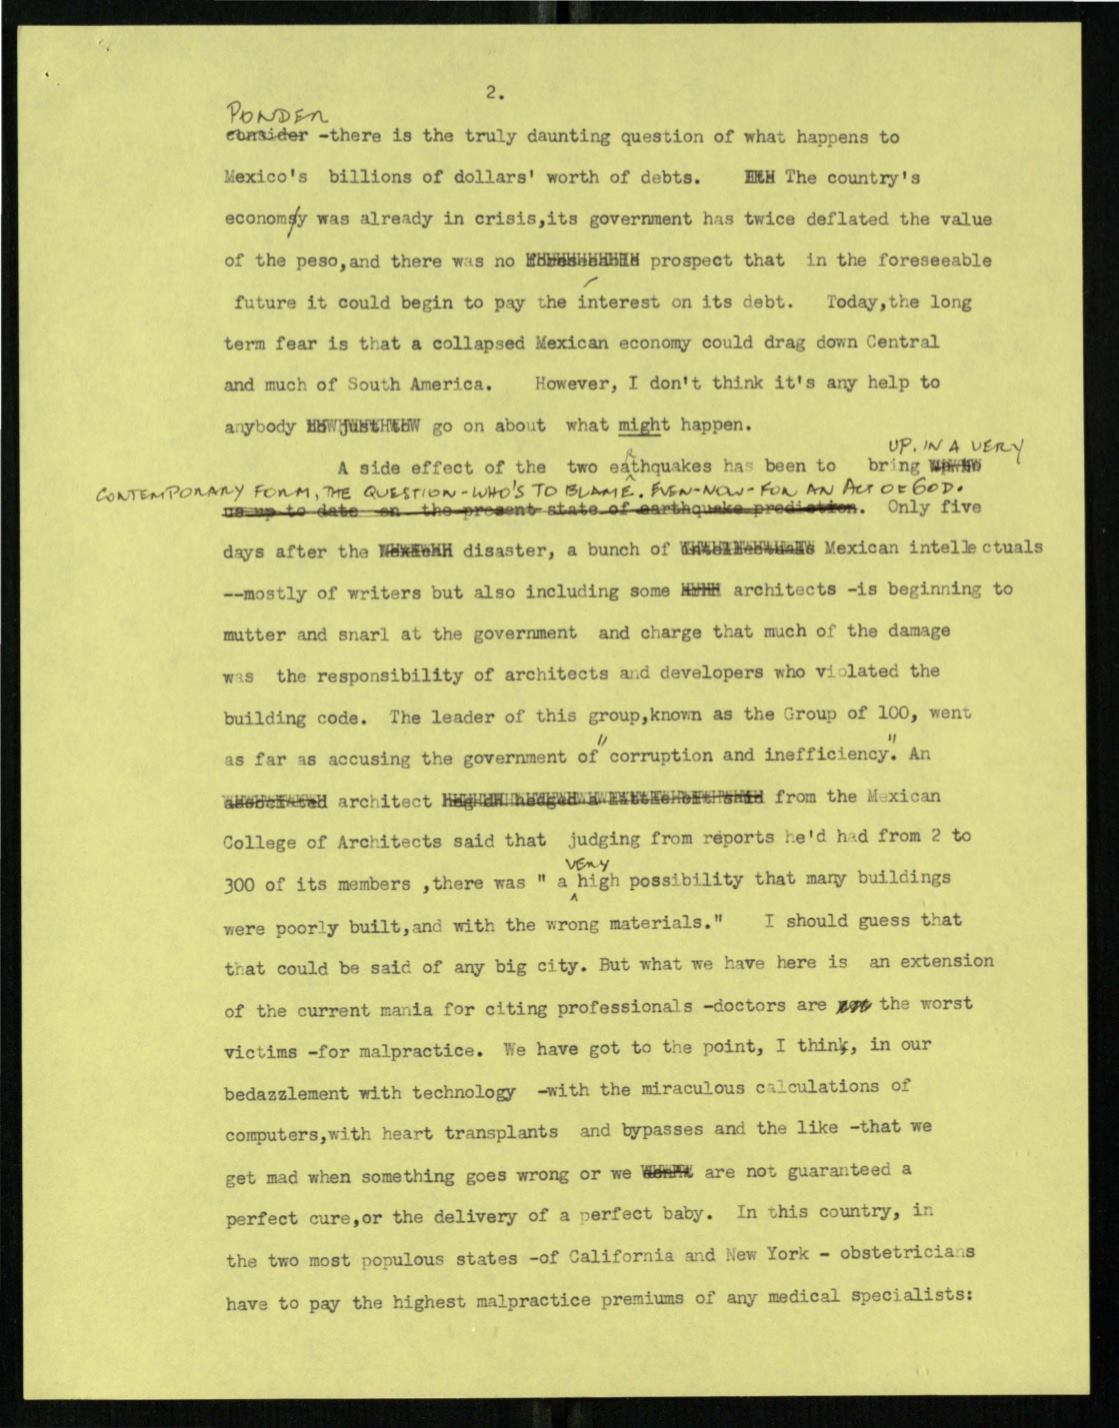 2.
PONDER
consider -there is the truly daunting question of what happens to
Mexico's billions of dollars' worth of debts. The country's
economy was already in crisis,its government has twice deflated the value
of the peso,and there was no foreseeable prospect that in the foreseeable
future it could begin to pay the interest on its debt. Today,the long
term fear is that a collapsed Mexican economy could drag down Central
and much of South America. However, I don't think it's any help to
anybody go on about what might happen.
UP, IN A VERY
A side effect of the two earthquakes has been to bring
CONTEMPORARY FORM, THE QUESTION - WHO'S TO BLAME. EVEN - NOW - FOR AN ACT OF GOD.
us up to date on the present state of earthquake prediction. Only five
days after the disaster, a bunch of intellectuals Mexican intellectuals
--mostly of writers but also including some architects -is beginning to
mutter and snarl at the government and charge that much of the damage
was the responsibility of architects and developers who violated the
building code. The leader of this group,known as the Group of 100, went
as far as accusing the government of "corruption and inefficiency". An
associated architect from the Mexican
College of Architects said that judging from reports he'd had from 2 to
VERY
300 of its members ,there was " a high possibility that many buildings
were poorly built,and with the wrong materials." I should guess that
that could be said of any big city. But what we have here is an extension
of the current mania for citing professionals -doctors are the worst
victims -for malpractice. We have got to the point, I think, in our
bedazzlement with technology -with the miraculous calculations of
computers,with heart transplants and bypasses and the like -that we
get mad when something goes wrong or we are not guaranteed a
perfect cure,or the delivery of a perfect baby. In this country, in
the two most populous states -of California and New York - obstetricians
have to pay the highest malpractice premiums of any medical specialists: